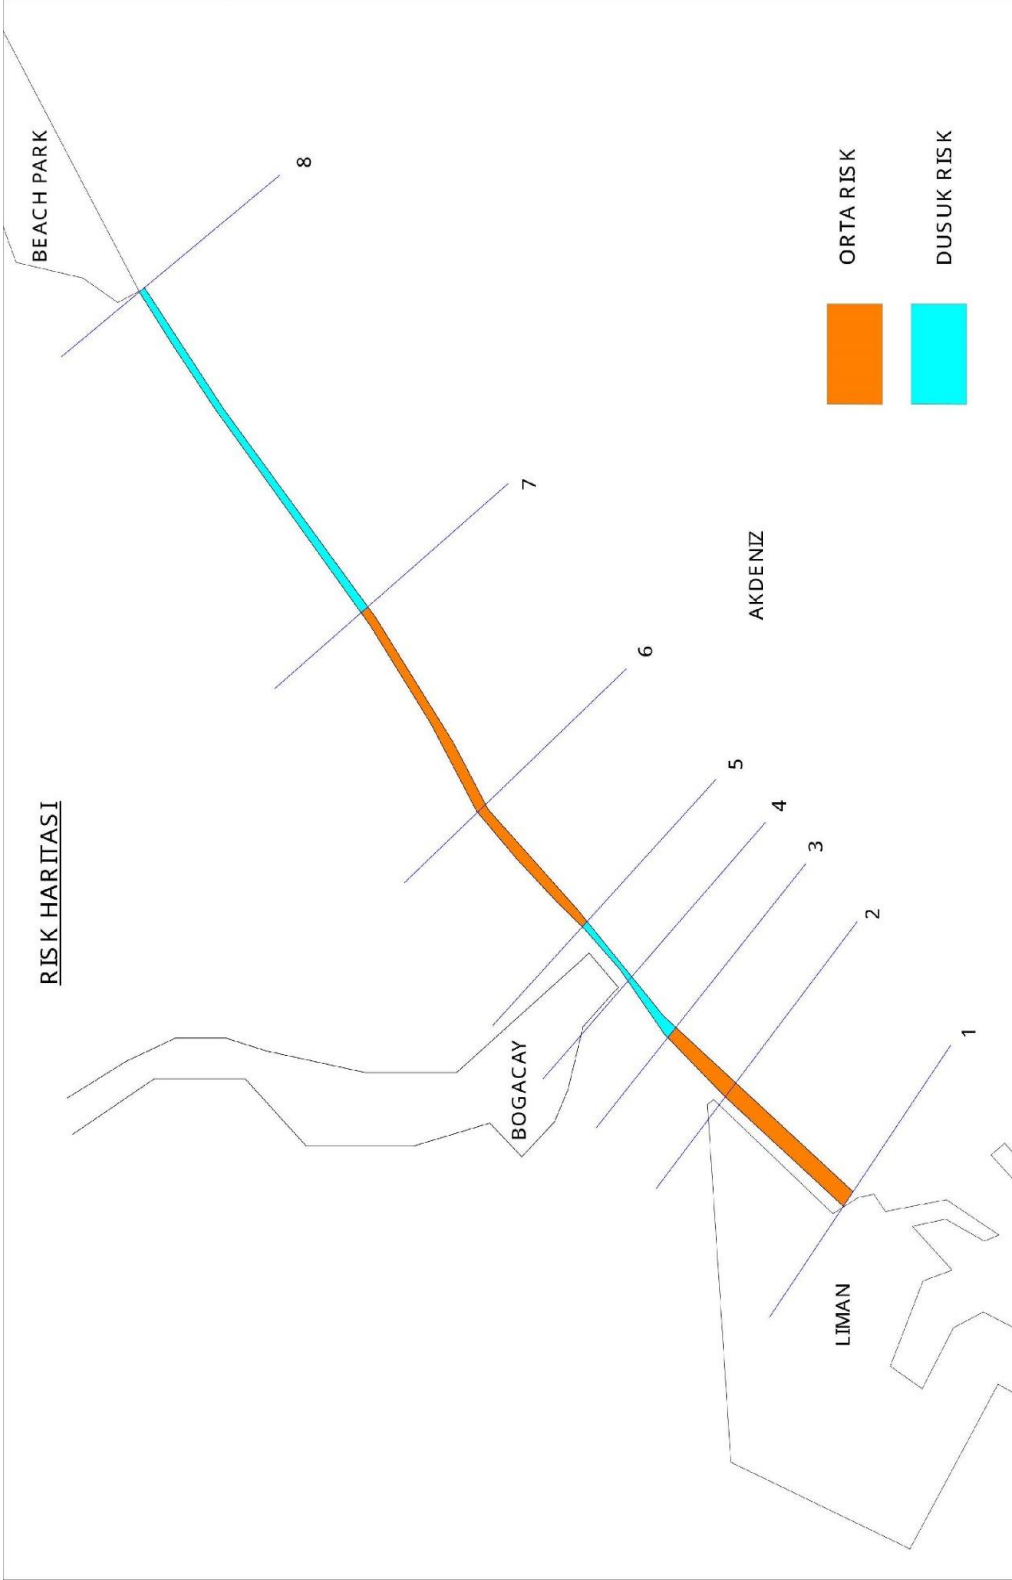 RISK HARITASI
BEACH PARK
8
7
6
5
4
3
2
1
BOGACAY
LIMAN
AKDENIZ
ORTA RISK
DUSUK RISK